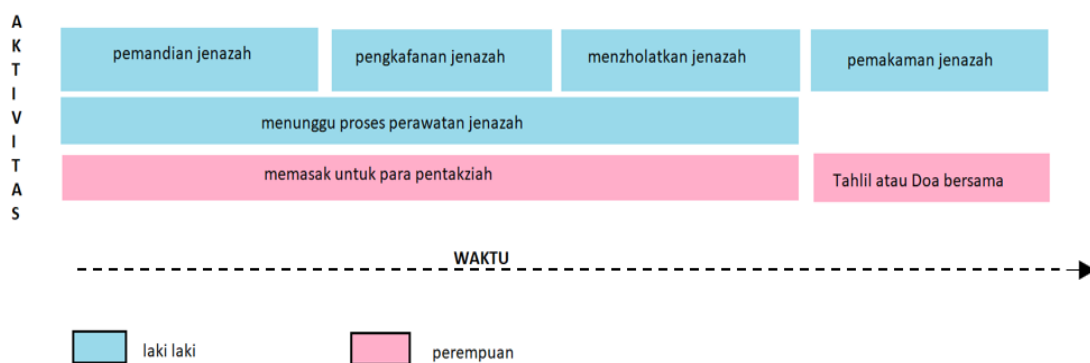 AKTIVITAS
pemandian jenazah
pengkafanan jenazah
menzholatkan jenazah
pemakaman jenazah
menunggu proses perawatan jenazah
memasak untuk para pentakziah
Tahlil atau Doa bersama
WAKTU
laki laki
perempuan